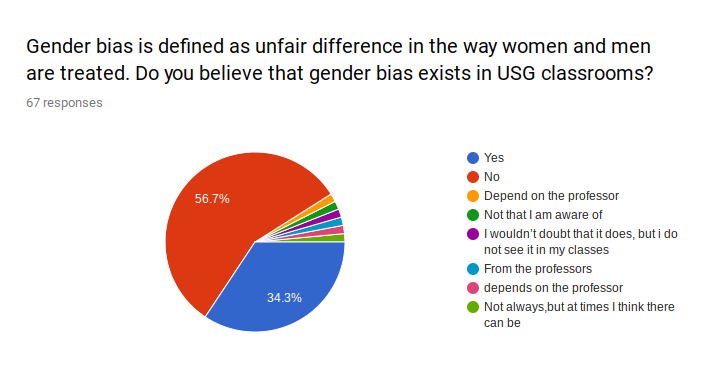 Gender bias is defined as unfair difference in the way women and men
are treated. Do you believe that gender bias exists in USG classrooms?
67 responses
56.7%
34.3%
Yes
No
Depend on the professor
Not that I am aware of
I wouldn't doubt that it does, but i do
not see it in my classes
From the professors
depends on the professor
Not always,but at times I think there
can be